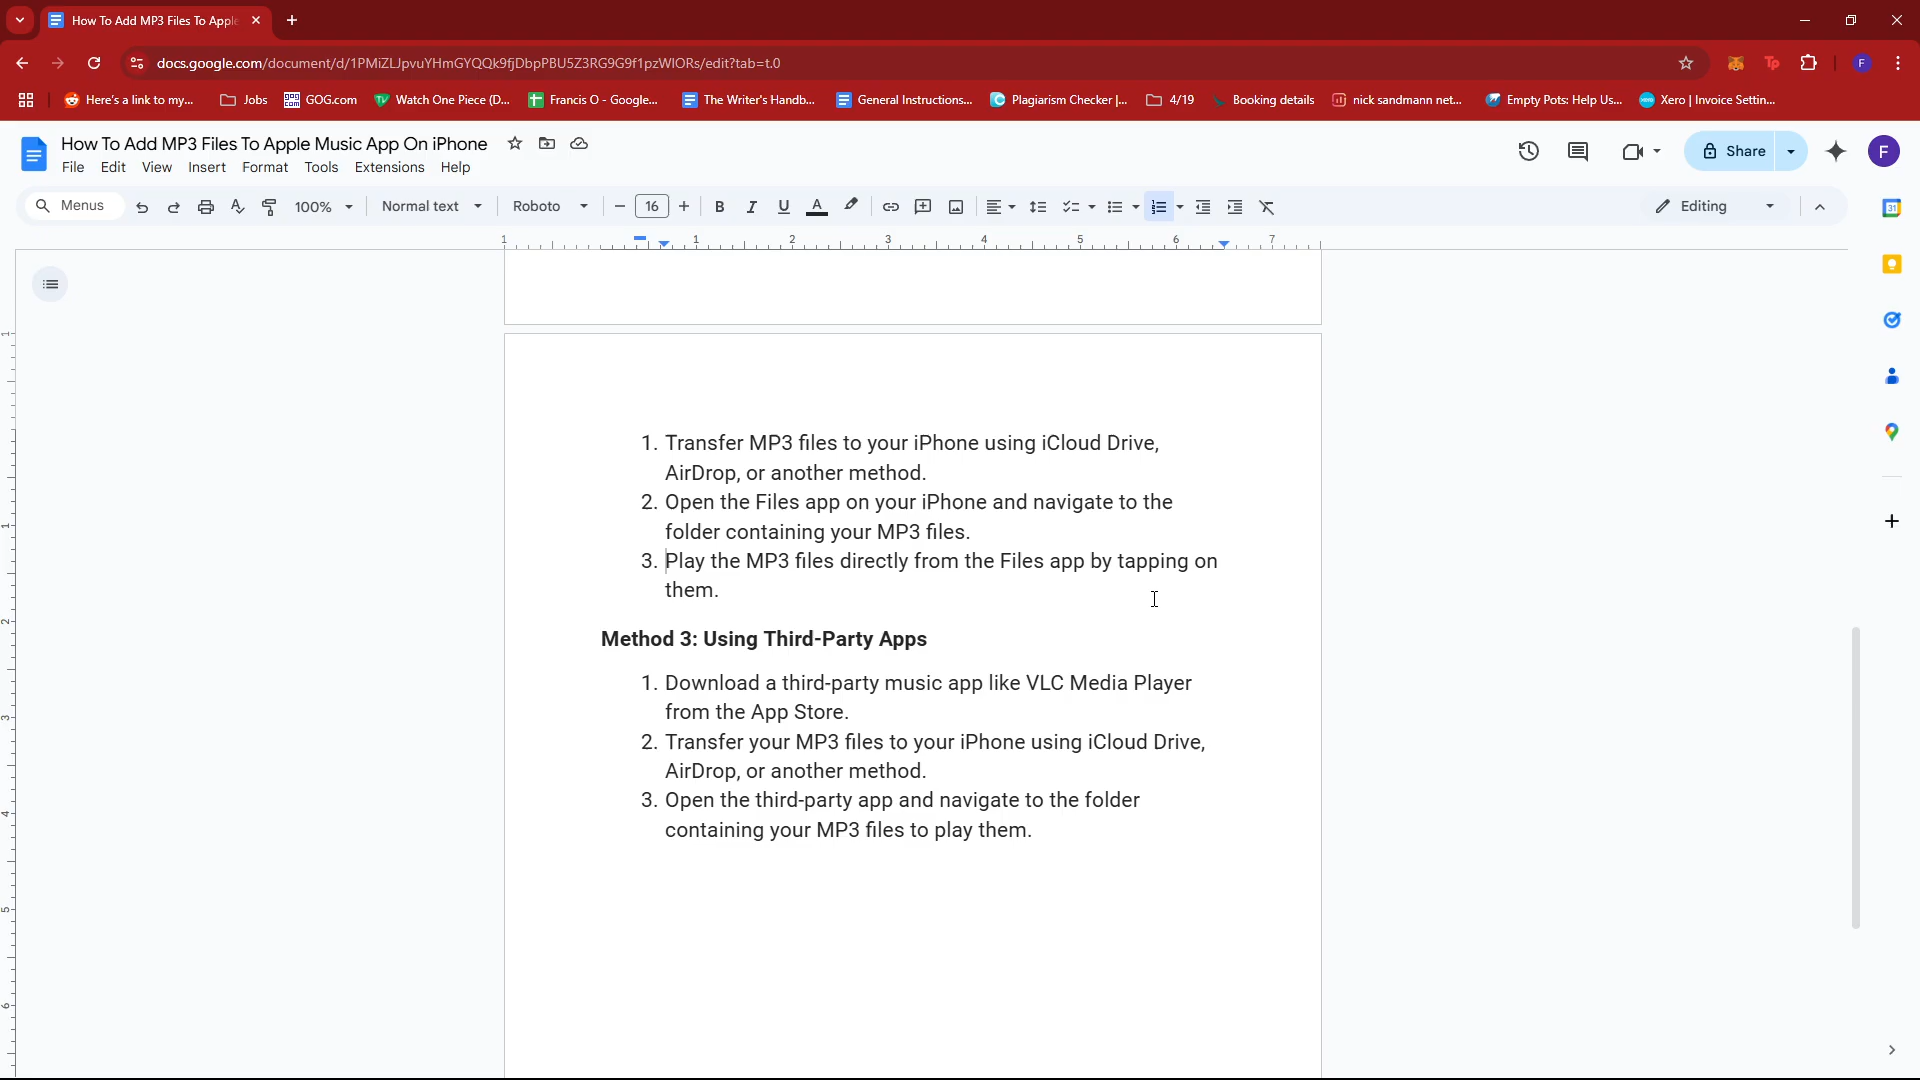 How To Add MP3 Files To Apple
docs.google.com/document/d/1PMiZLJpvuYHmGYQQk9fjDbpPBU5Z3RG9G9f1pzWIORs/edit?tab=t.0
Here's a link to my... Jobs GOG.com Watch One Piece (D... Francis O - Google... The Writer's Handb... General Instructions... Plagiarism Checker |... 4/19 Booking details nick sandmann net... Empty Pots: Help Us... Xero | Invoice Settin...
How To Add MP3 Files To Apple Music App On iPhone
File Edit View Insert Format Tools Extensions Help
Share
F
Menus 100% Normal text Roboto 16 Editing
1 1 2 3 4 5 6 7
1. Transfer MP3 files to your iPhone using iCloud Drive,
AirDrop, or another method.
2. Open the Files app on your iPhone and navigate to the
folder containing your MP3 files.
3. Play the MP3 files directly from the Files app by tapping on
them.
Method 3: Using Third-Party Apps
1. Download a third-party music app like VLC Media Player
from the App Store.
2. Transfer your MP3 files to your iPhone using iCloud Drive,
AirDrop, or another method.
3. Open the third-party app and navigate to the folder
containing your MP3 files to play them.